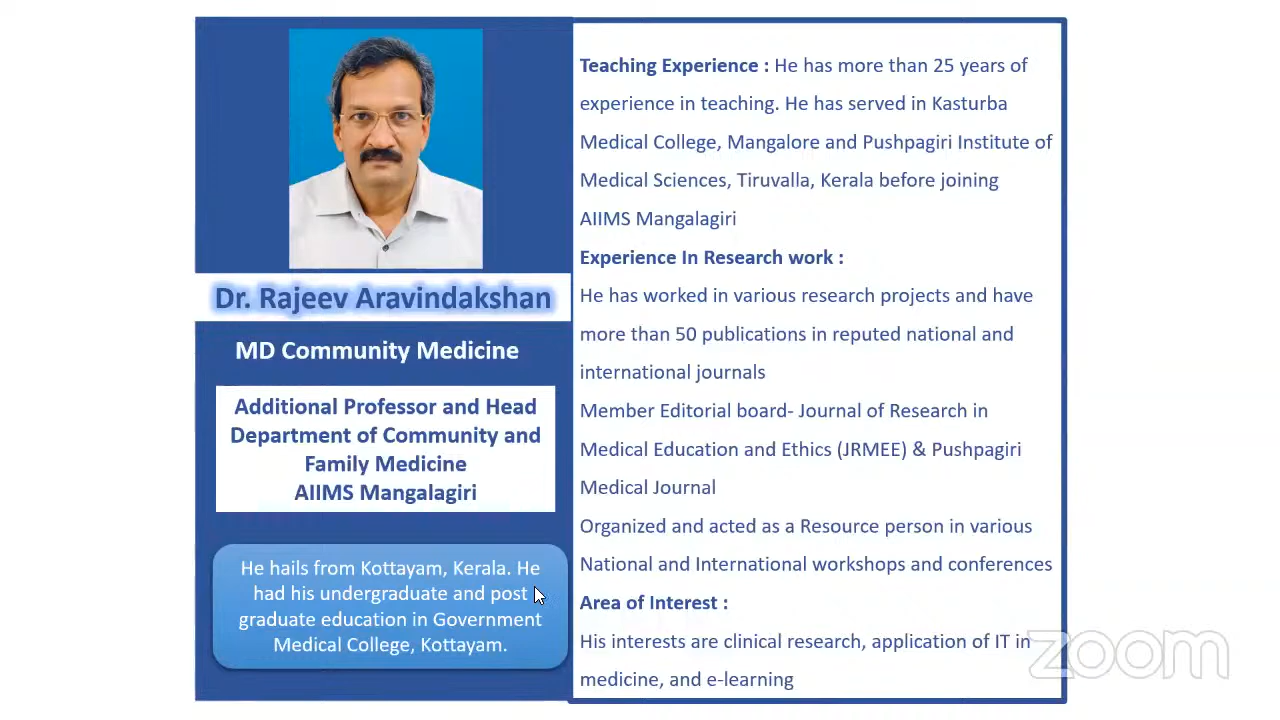 Dr. Rajeev Aravindakshan
MD Community Medicine
Additional Professor and Head
Department of Community and
Family Medicine
AIIMS Mangalagiri
He hails from Kottayam, Kerala. He
had his undergraduate and post
graduate education in Government
Medical College, Kottayam.
Teaching Experience : He has more than 25 years of
experience in teaching. He has served in Kasturba
Medical College, Mangalore and Pushpagiri Institute of
Medical Sciences, Tiruvalla, Kerala before joining
AIIMS Mangalagiri
Experience In Research work :
He has worked in various research projects and have
more than 50 publications in reputed national and
international journals
Member Editorial board- Journal of Research in
Medical Education and Ethics (JRMEE) & Pushpagiri
Medical Journal
Organized and acted as a Resource person in various
National and International workshops and conferences
Area of Interest :
His interests are clinical research, application of IT in
medicine, and e-learning
zoom